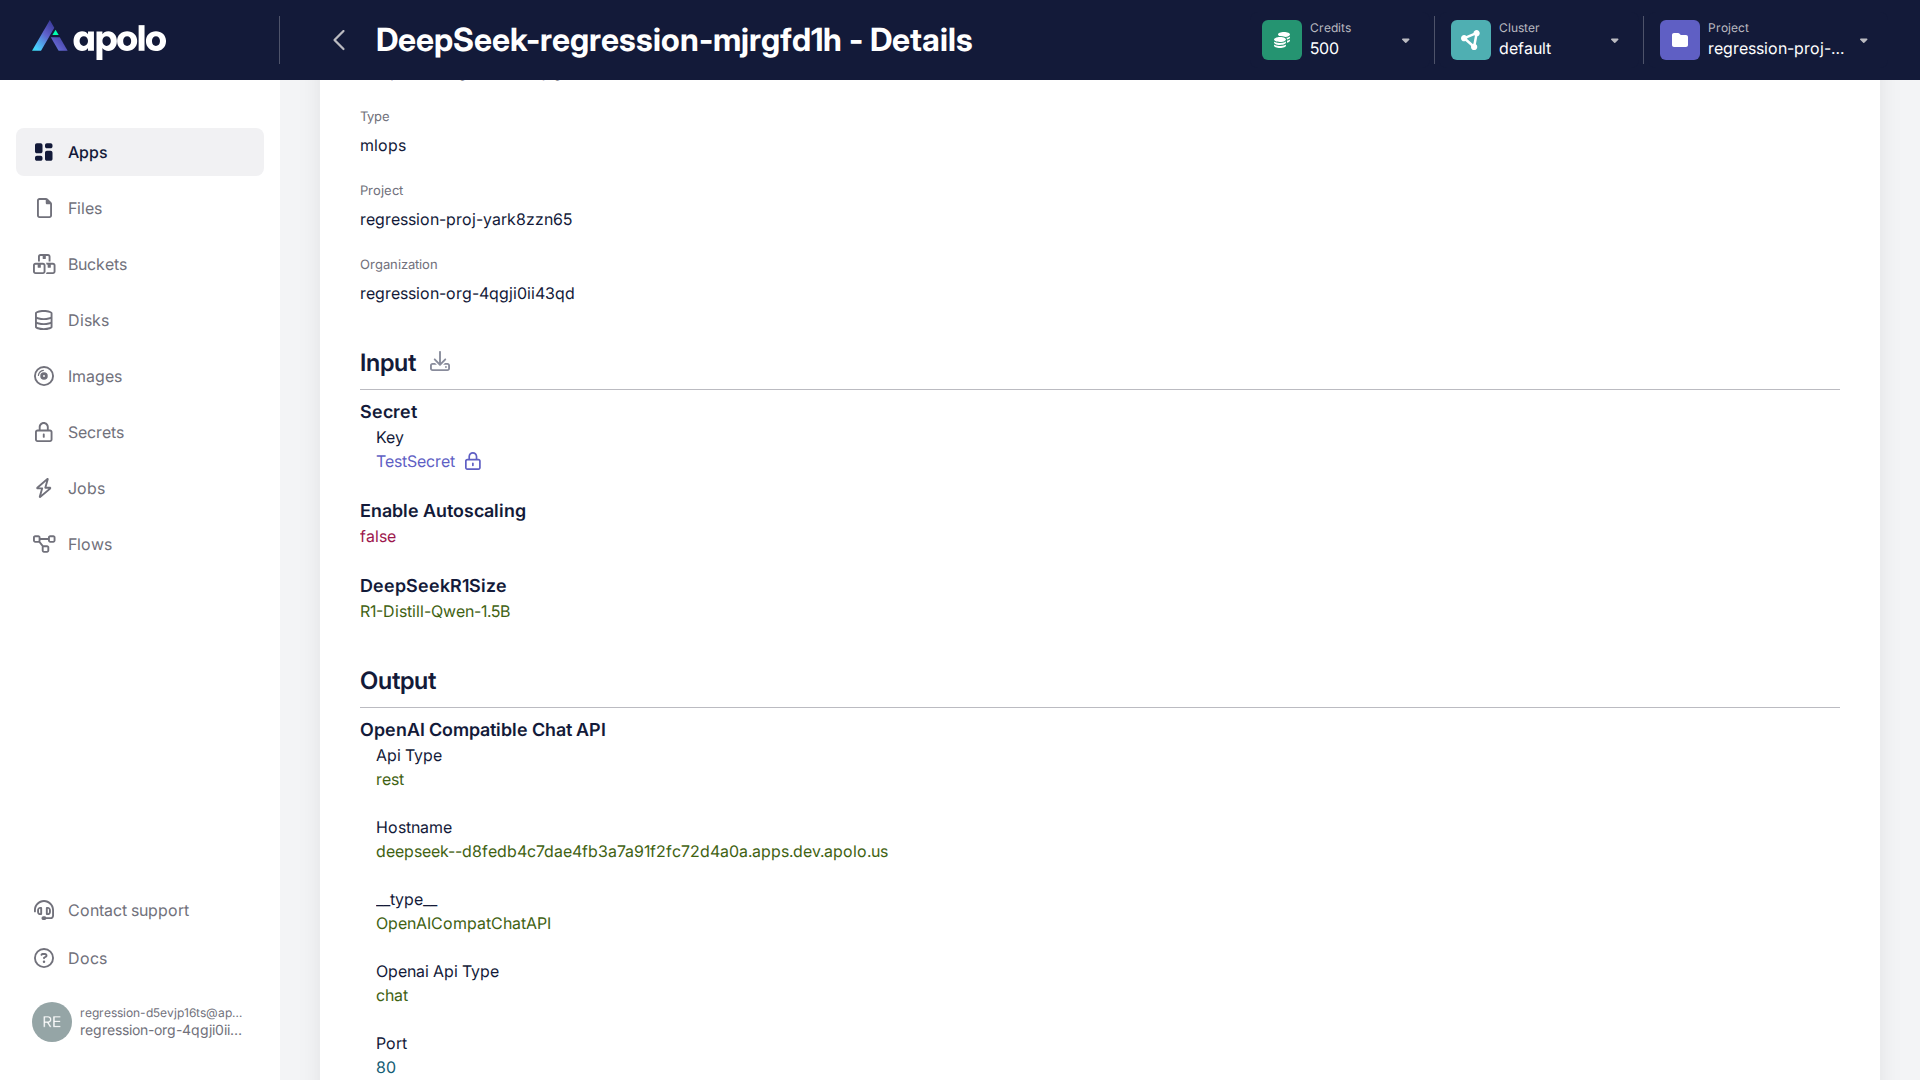 apolo
DeepSeek-regression-mjrgfd1h - Details
Credits
500
Cluster
default
Project
regression-proj-...
Apps
Files
Buckets
Disks
Images
Secrets
Jobs
Flows
Contact support
Docs
RE
regression-d5evjp16ts@ap...
regression-org-4qgji0ii...
Type
mlops
Project
regression-proj-yark8zzn65
Organization
regression-org-4qgji0ii43qd
Input
Secret
Key
TestSecret
Enable Autoscaling
false
DeepSeekR1Size
R1-Distill-Qwen-1.5B
Output
OpenAI Compatible Chat API
Api Type
rest
Hostname
deepseek--d8fedb4c7dae4fb3a7a91f2fc72d4a0a.apps.dev.apolo.us
__type__
OpenAICompatChatAPI
Openai Api Type
chat
Port
80